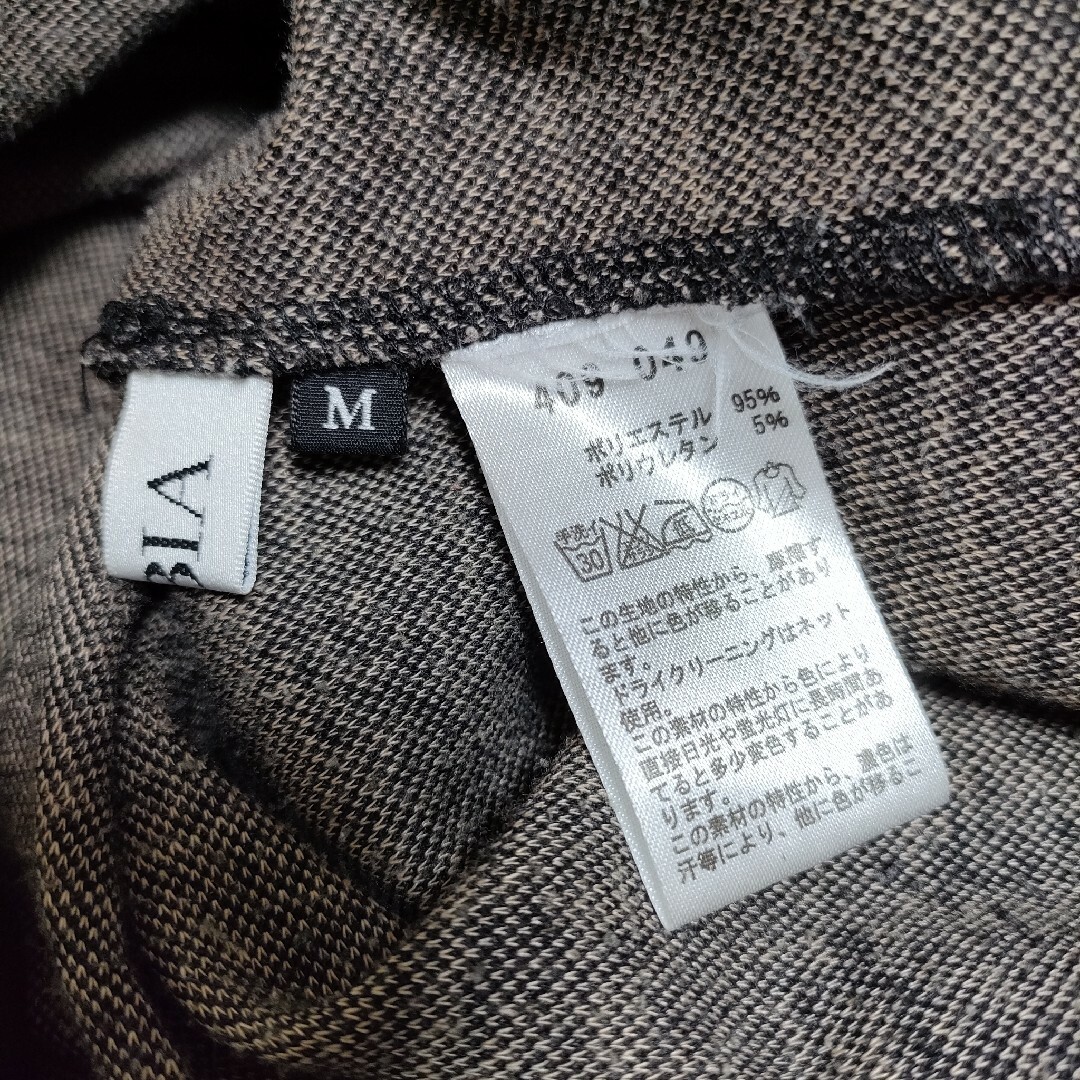 BIA
M
409 049
ポリエステル 95%
ポリウレタン 5%
手洗イ
30
この生地の特性から、摩擦す
ると他に色が移ることがあり
ます。
ドライクリーニングはネット
使用。
この素材の特性から色により
直接日光や蛍光灯に長時間あ
てると多少変色することがあ
ります。
この素材の特性から、濃色は
汗等により、他に色が移るこ